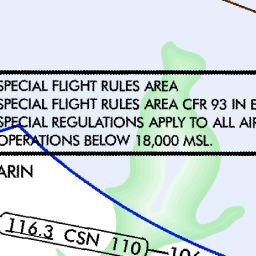 SPECIAL FLIGHT RULES AREA
SPECIAL FLIGHT RULES AREA CFR 93 IN E
SPECIAL REGULATIONS APPLY TO ALL AIR
OPERATIONS BELOW 18,000 MSL.
ARIN
116.3 CSN 110